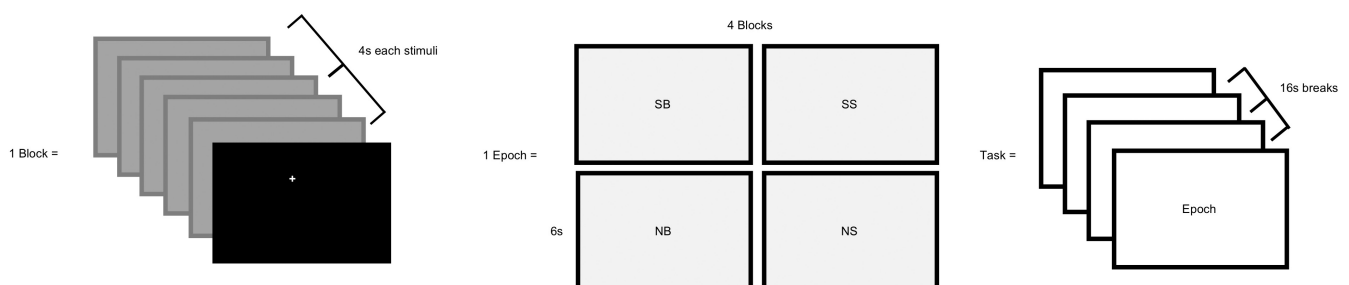 4s each stimuli
1 Block =
+
4 Blocks
SB
SS
1 Epoch =
6s
NB
NS
16s breaks
Task =
Epoch